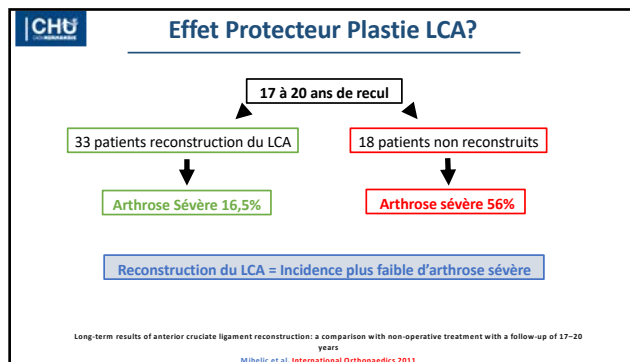 CHU
CAEN NORMANDIE
Effet Protecteur Plastie LCA?
17 à 20 ans de recul
33 patients reconstruction du LCA
18 patients non reconstruits
Arthrose Sévère 16,5%
Arthrose sévère 56%
Reconstruction du LCA = Incidence plus faible d’arthrose sévère
Long-term results of anterior cruciate ligament reconstruction: a comparison with non-operative treatment with a follow-up of 17–20
years
Mihelic et al. International Orthopaedics 2011